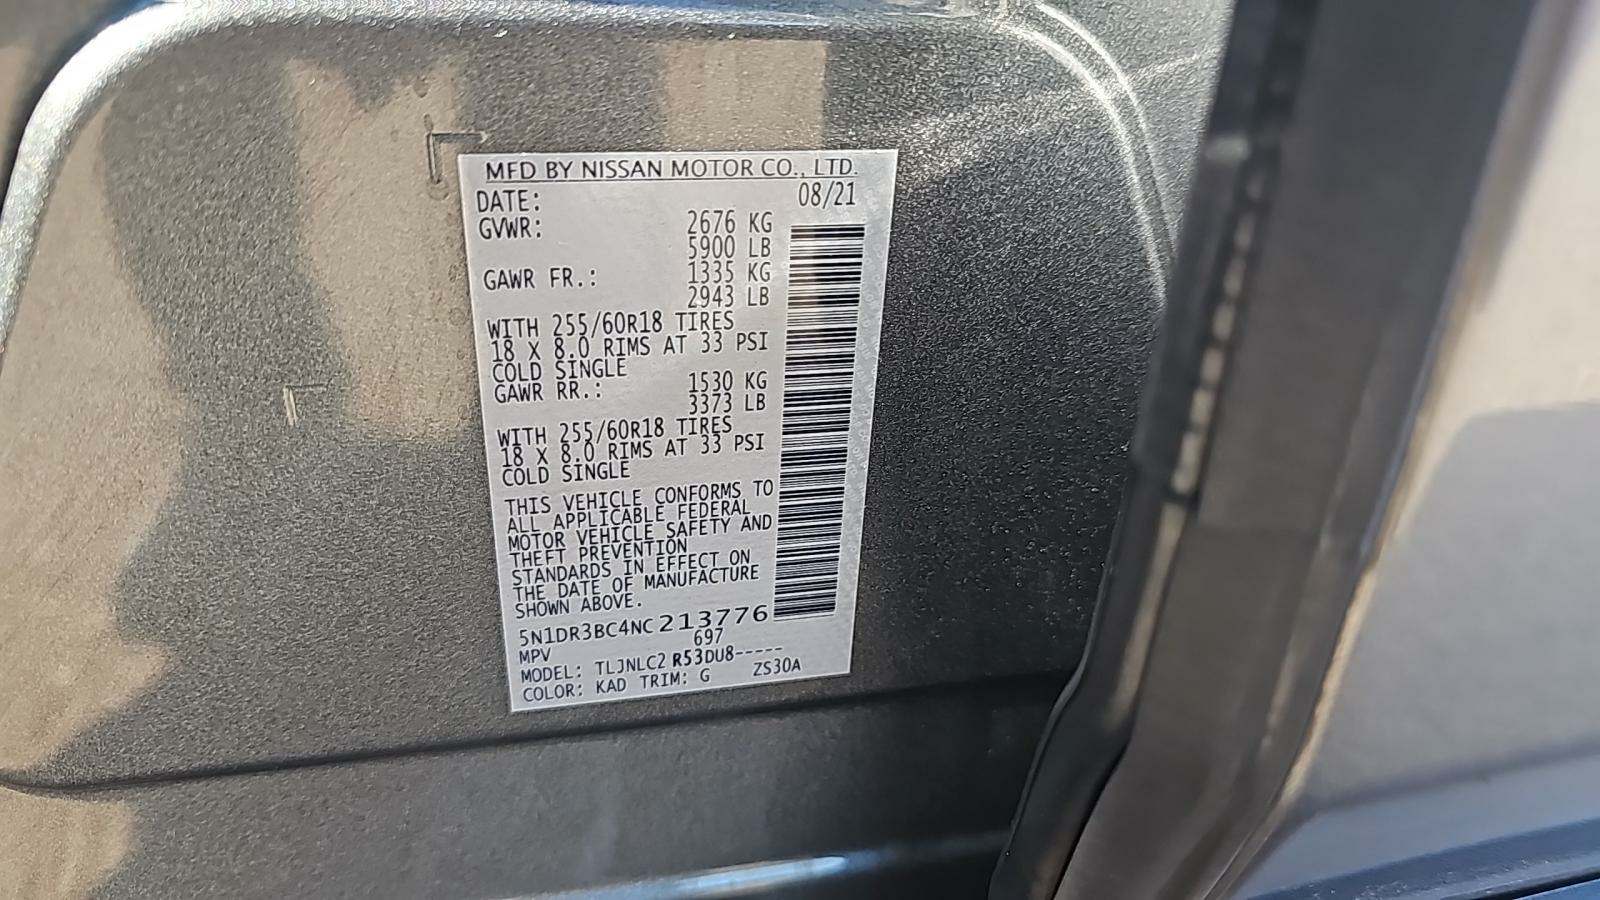 MFD BY NISSAN MOTOR CO., LTD.
DATE: 08/21
GVWR: 2676 KG
5900 LB
GAWR FR.: 1335 KG
2943 LB
WITH 255/60R18 TIRES
18 X 8.0 RIMS AT 33 PSI
COLD SINGLE
GAWR RR.: 1530 KG
3373 LB
WITH 255/60R18 TIRES
18 X 8.0 RIMS AT 33 PSI
COLD SINGLE
THIS VEHICLE CONFORMS TO
ALL APPLICABLE FEDERAL
MOTOR VEHICLE SAFETY AND
THEFT PREVENTION
STANDARDS IN EFFECT ON
THE DATE OF MANUFACTURE
SHOWN ABOVE.
5N1DR3BC4NC213776
MPV 697
MODEL: TLJNLC2 R53DU8-----
COLOR: KAD TRIM: G ZS30A